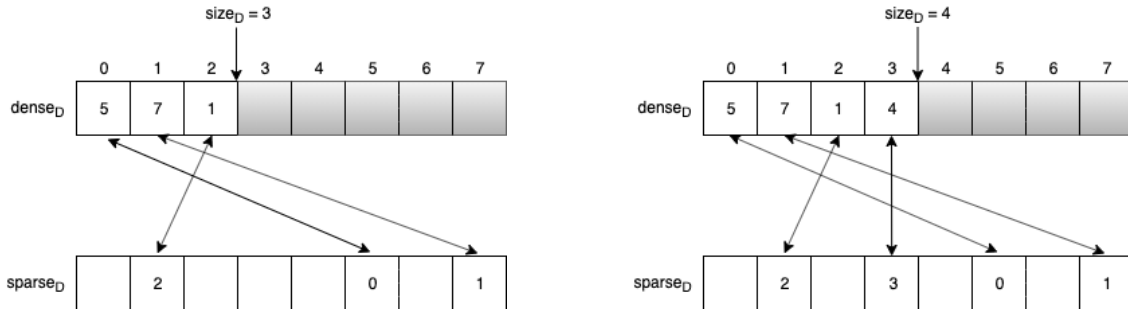 size_D = 3
0 1 2 3 4 5 6 7
dense_D 5 7 1
sparse_D 2 0 1
size_D = 4
0 1 2 3 4 5 6 7
dense_D 5 7 1 4
sparse_D 2 3 0 1